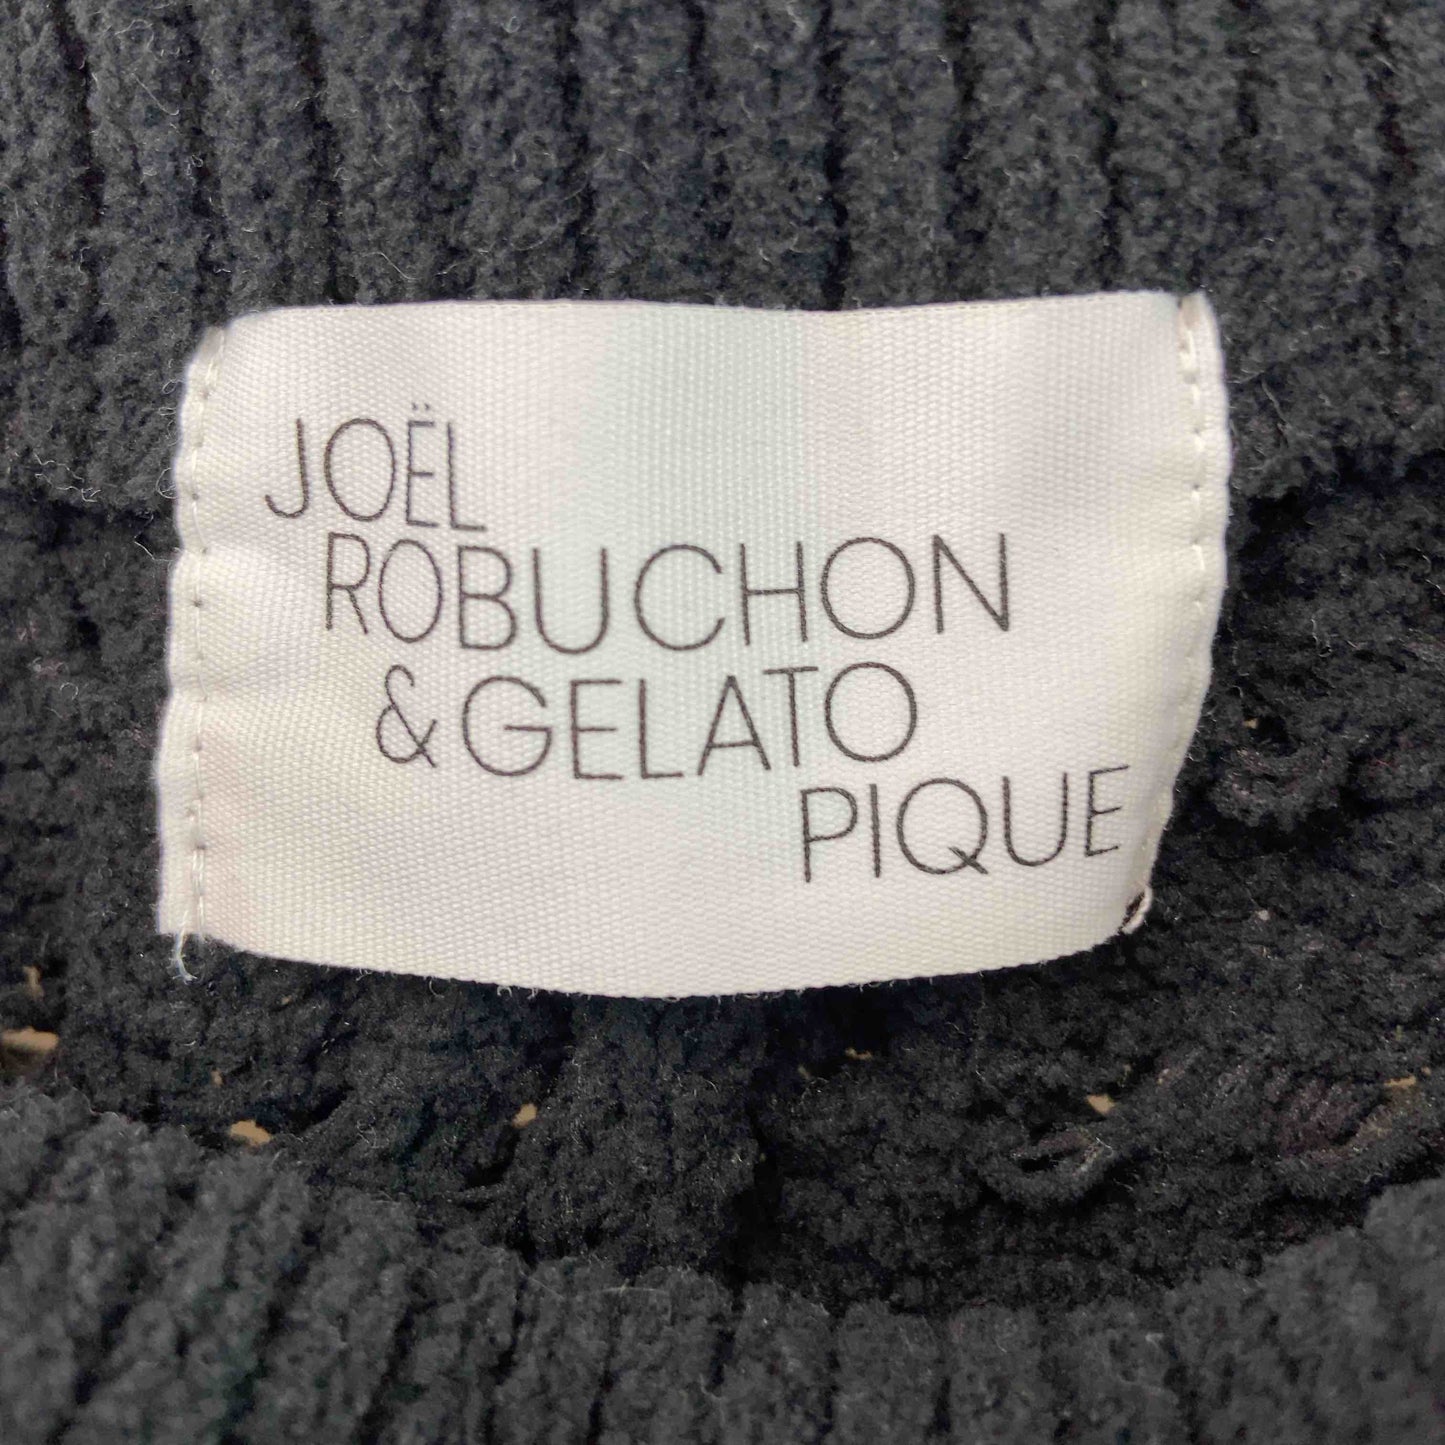 JOËL
ROBUCHON
& GELATO
PIQUE